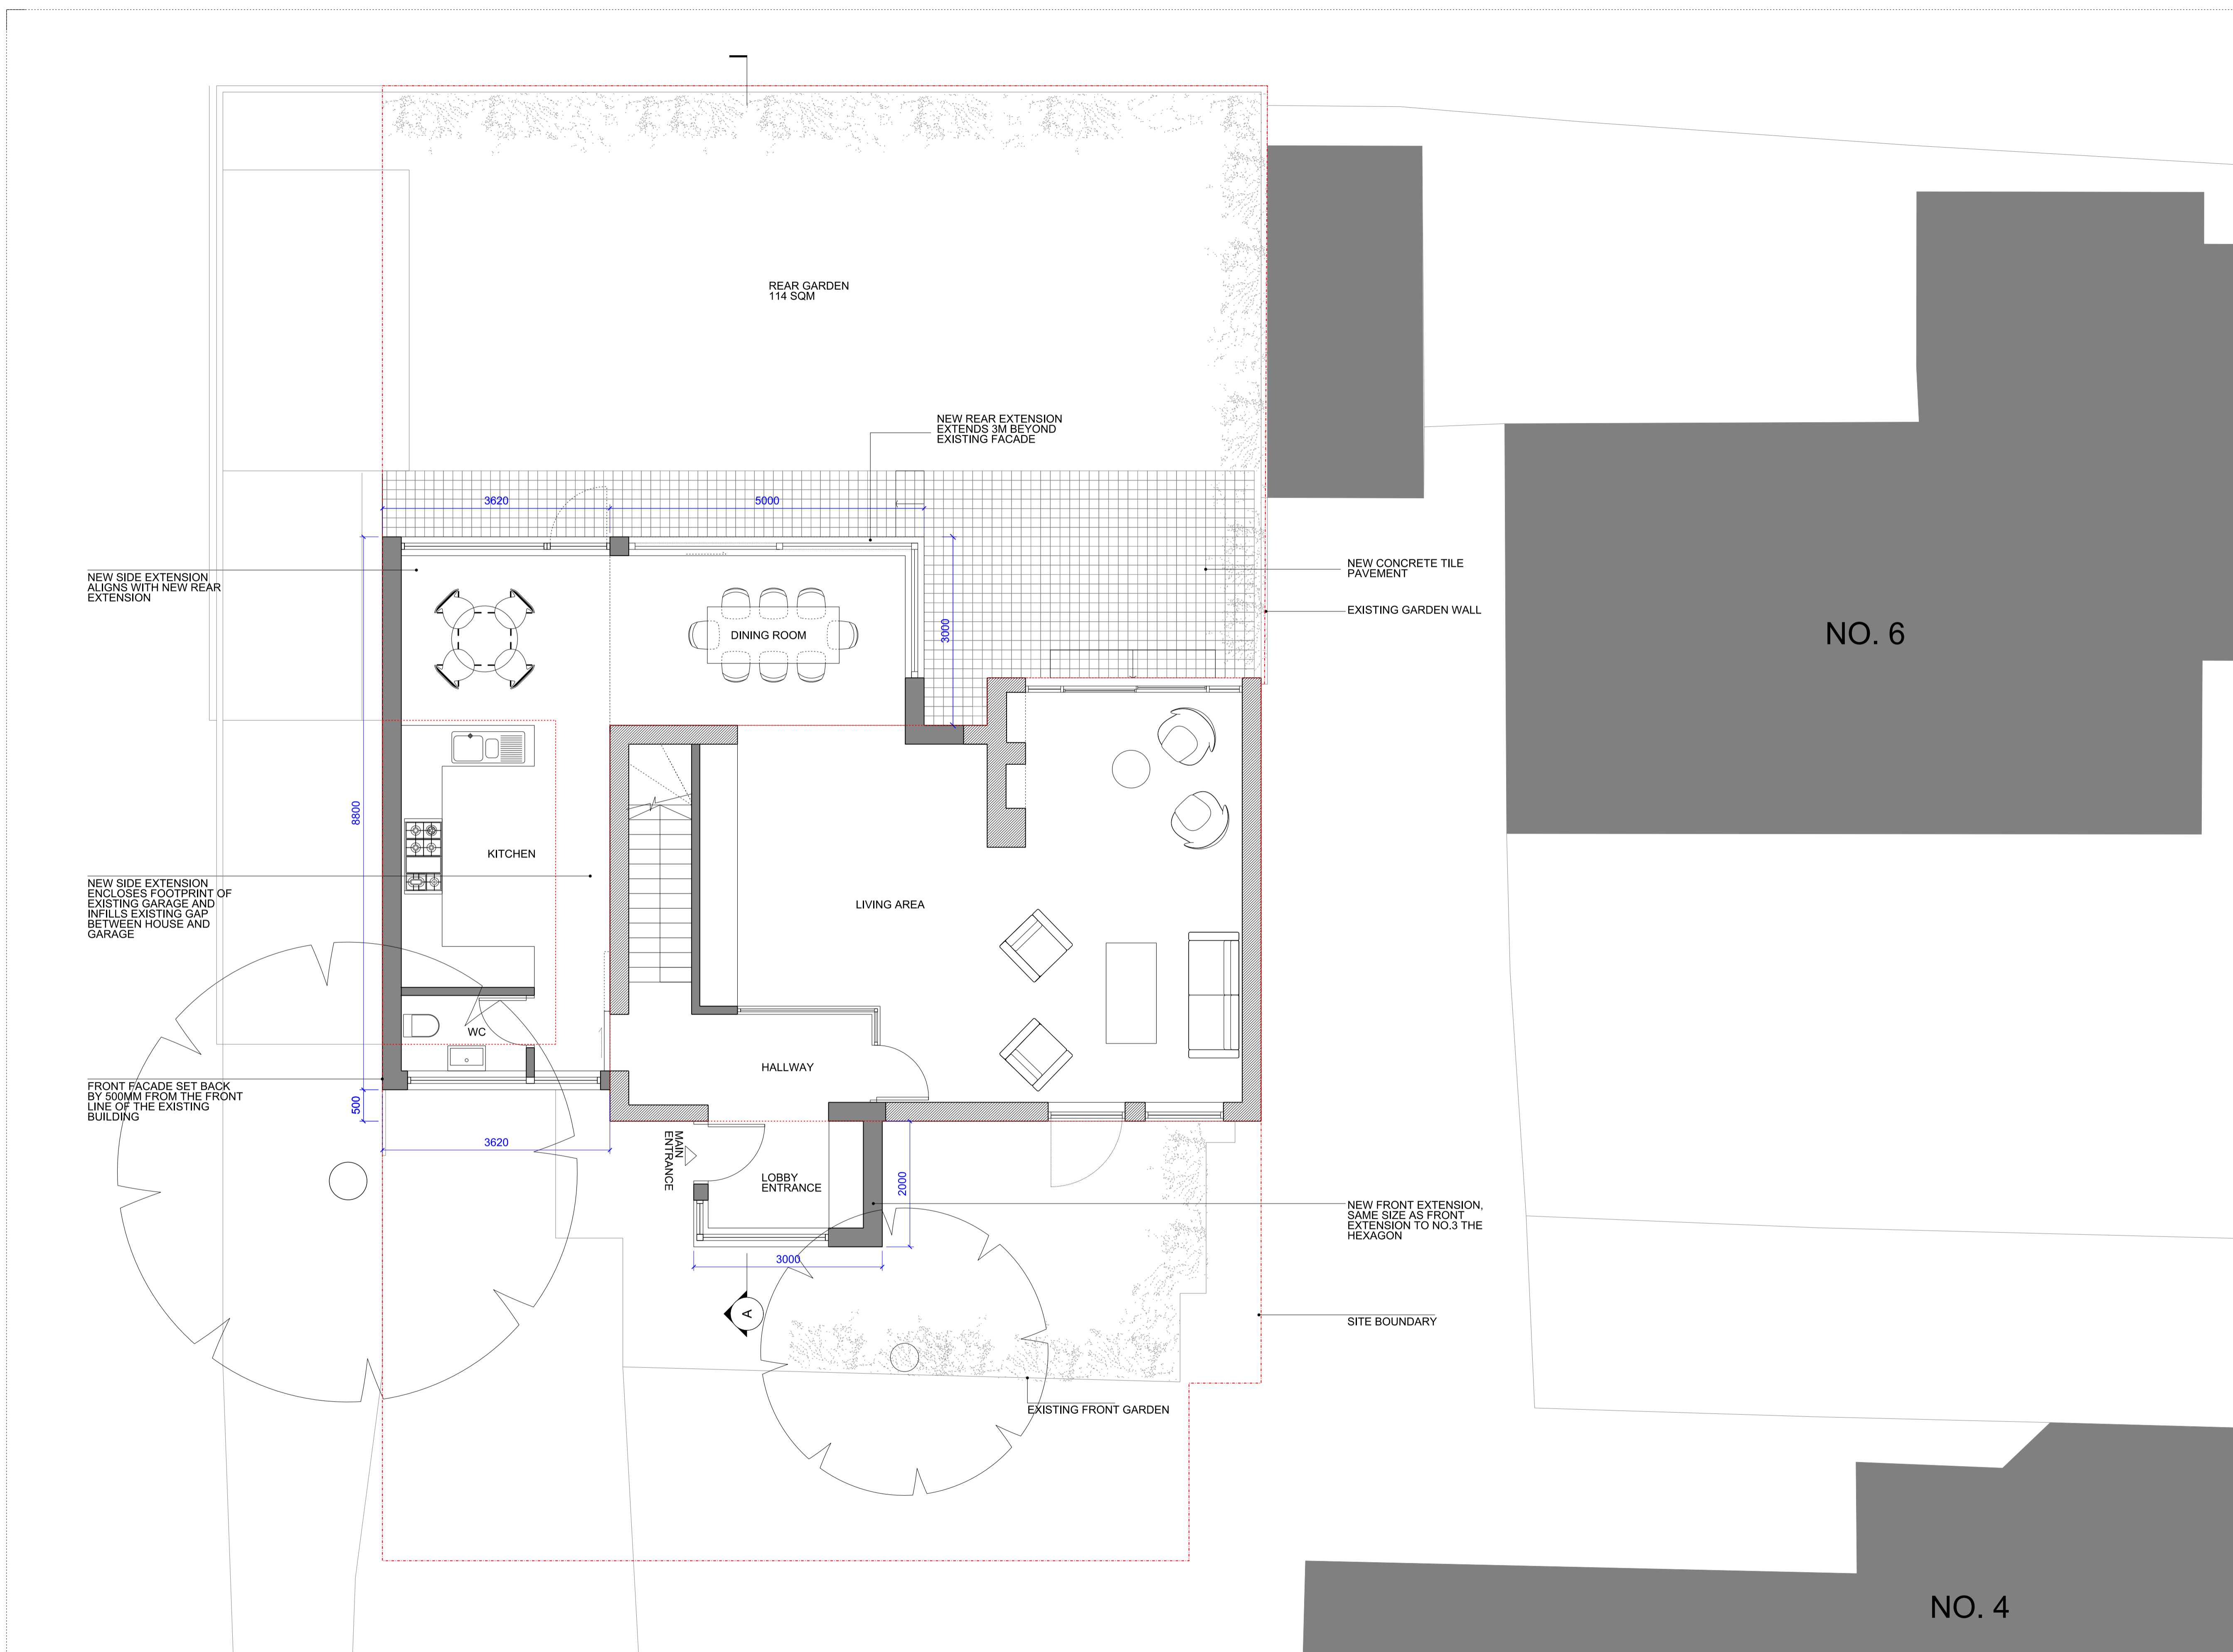 REAR GARDEN
114 SQM
NEW REAR EXTENSION
EXTENDS 3M BEYOND
EXISTING FACADE
3620
5000
NEW SIDE EXTENSION
ALIGNS WITH NEW REAR
EXTENSION
NEW CONCRETE TILE
PAVEMENT
EXISTING GARDEN WALL
NO. 6
DINING ROOM
3000
8800
KITCHEN
NEW SIDE EXTENSION
ENCLOSES FOOTPRINT OF
EXISTING GARAGE AND
INFILLS EXISTING GAP
BETWEEN HOUSE AND
GARAGE
LIVING AREA
WC
HALLWAY
FRONT FACADE SET BACK
BY 500MM FROM THE FRONT
LINE OF THE EXISTING
BUILDING
500
3620
MAIN
ENTRANCE
LOBBY
ENTRANCE
2000
NEW FRONT EXTENSION,
SAME SIZE AS FRONT
EXTENSION TO NO.3 THE
HEXAGON
3000
A
SITE BOUNDARY
EXISTING FRONT GARDEN
NO. 4